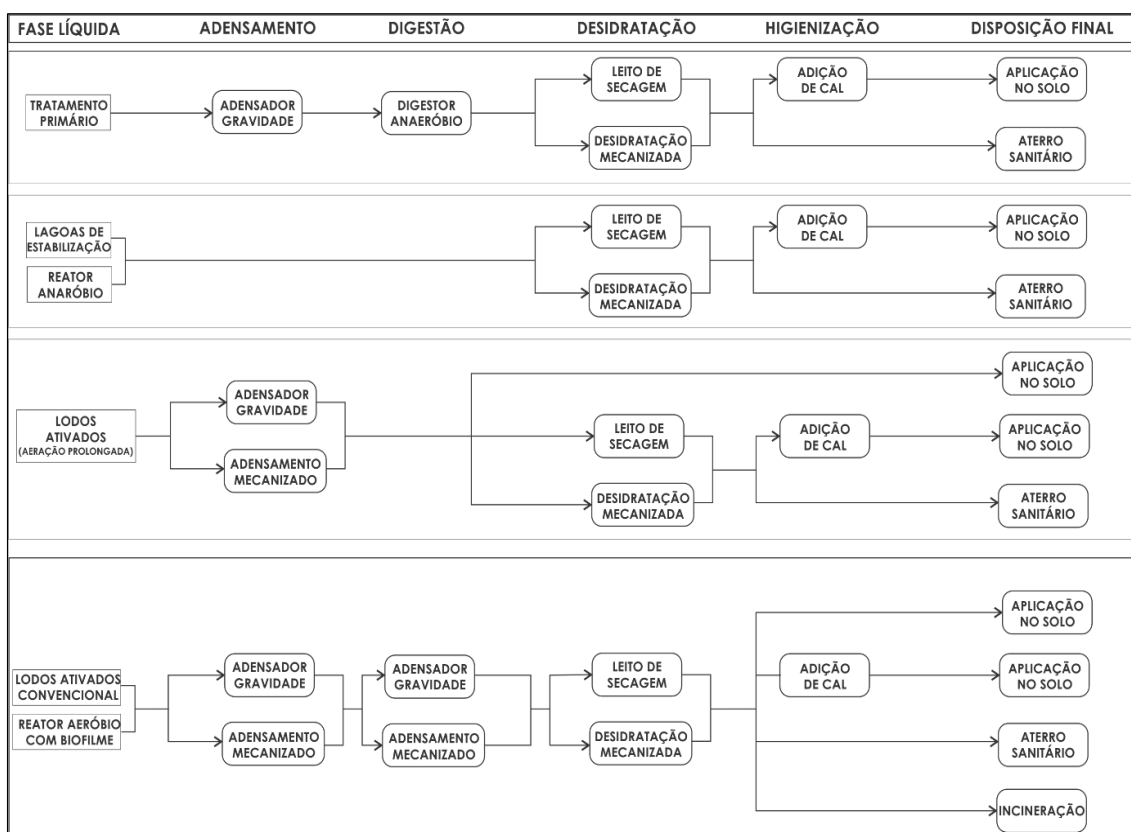 FASE LÍQUIDA ADENSAMENTO DIGESTÃO DESIDRATAÇÃO HIGIENIZAÇÃO DISPOSIÇÃO FINAL
TRATAMENTO
PRIMÁRIO
ADENSADOR
GRAVIDADE
DIGESTOR
ANAERÓBIO
LEITO DE
SECAGEM
DESIDRATAÇÃO
MECANIZADA
ADIÇÃO
DE CAL
APLICAÇÃO
NO SOLO
ATERRO
SANITÁRIO
LAGOAS DE
ESTABILIZAÇÃO
REATOR
ANARÓBIO
LEITO DE
SECAGEM
DESIDRATAÇÃO
MECANIZADA
ADIÇÃO
DE CAL
APLICAÇÃO
NO SOLO
ATERRO
SANITÁRIO
LODOS
ATIVADOS
(AERAÇÃO PROLONGADA)
ADENSADOR
GRAVIDADE
ADENSAMENTO
MECANIZADO
LEITO DE
SECAGEM
DESIDRATAÇÃO
MECANIZADA
ADIÇÃO
DE CAL
APLICAÇÃO
NO SOLO
APLICAÇÃO
NO SOLO
ATERRO
SANITÁRIO
LODOS ATIVADOS
CONVENCIONAL
REATOR AERÓBIO
COM BIOFILME
ADENSADOR
GRAVIDADE
ADENSAMENTO
MECANIZADO
ADENSADOR
GRAVIDADE
ADENSAMENTO
MECANIZADO
LEITO DE
SECAGEM
DESIDRATAÇÃO
MECANIZADA
ADIÇÃO
DE CAL
APLICAÇÃO
NO SOLO
APLICAÇÃO
NO SOLO
ATERRO
SANITÁRIO
INCINERAÇÃO